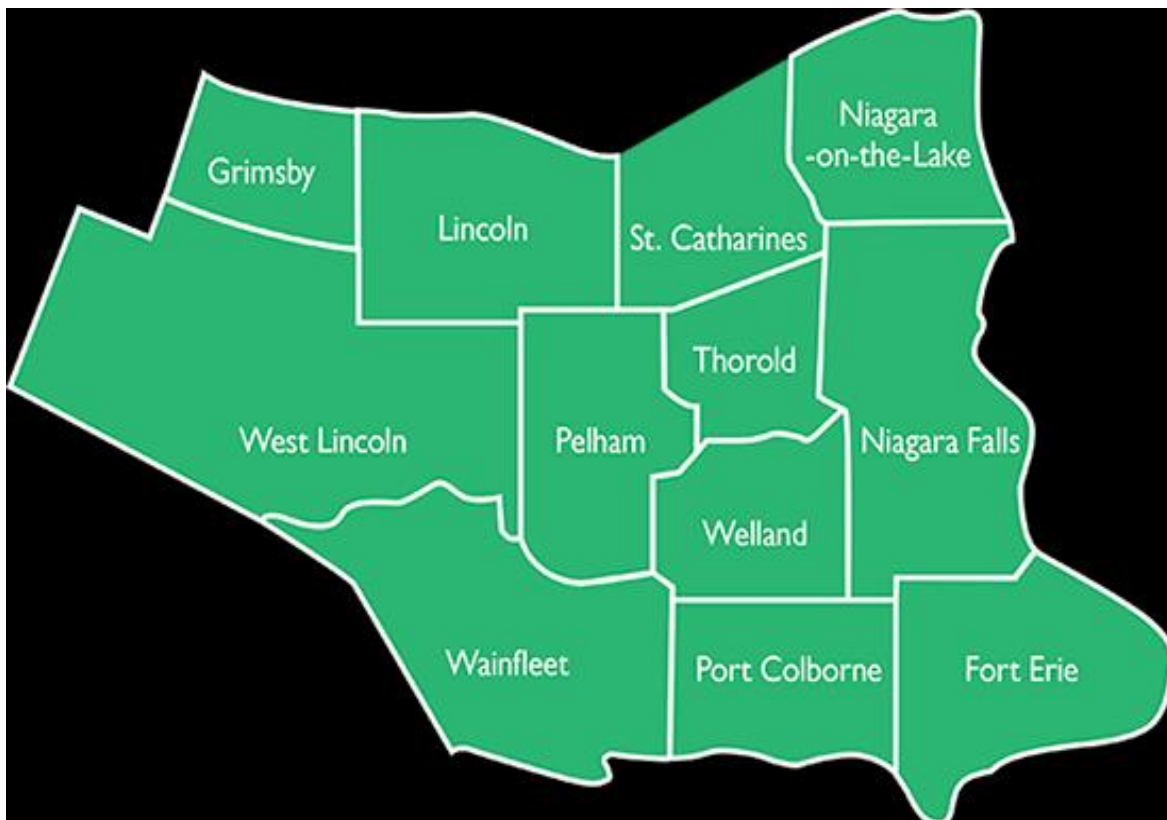 Niagara
-on-the-Lake
Grimsby
Lincoln
St. Catharines
Thorold
West Lincoln
Pelham
Niagara Falls
Welland
Wainfleet
Port Colborne
Fort Erie